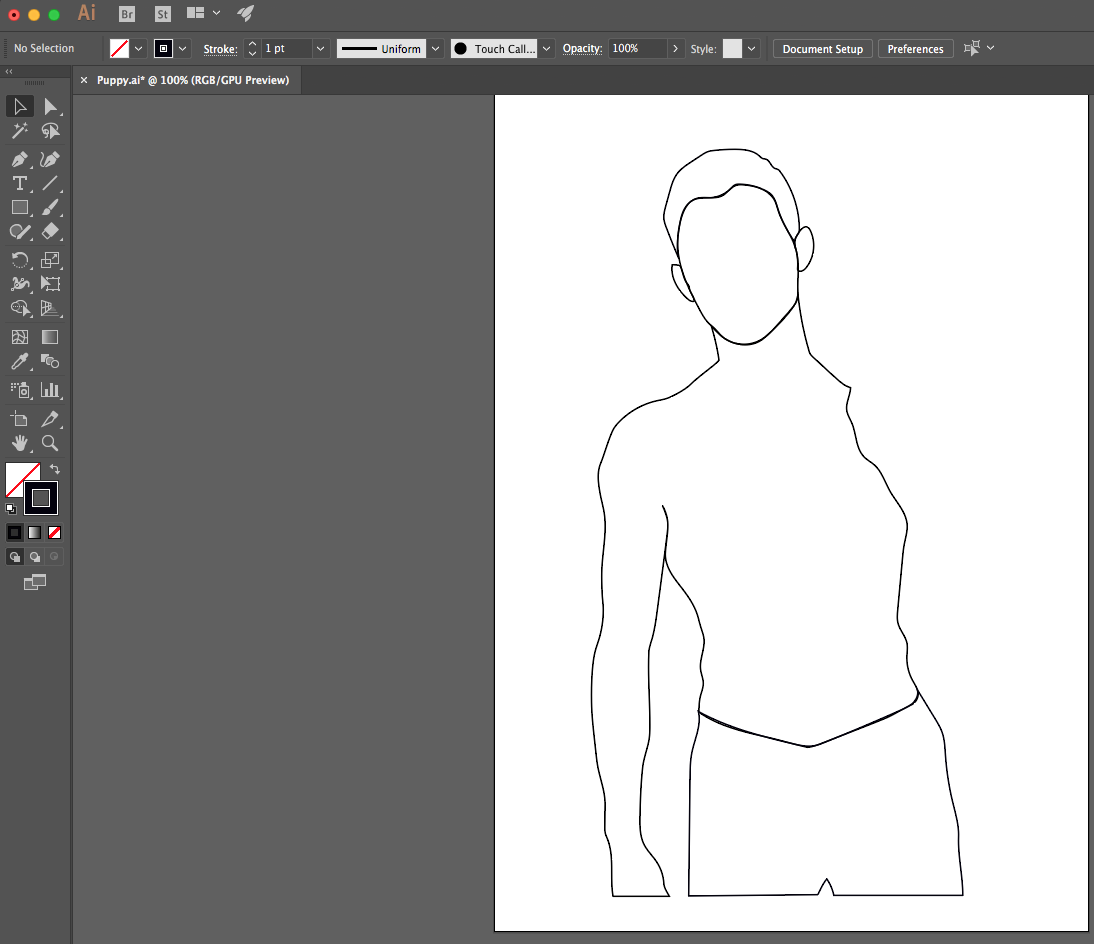 Ai Br St
No Selection Stroke: 1 pt Uniform Touch Call... Opacity: 100% Style: Document Setup Preferences
× Puppy.ai* @ 100% (RGB/GPU Preview)
T